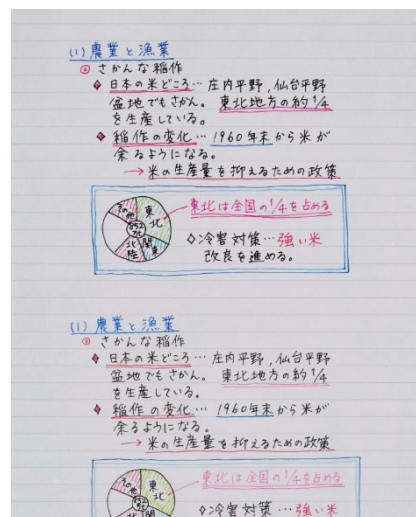 (1) 農業と漁業
◎ さかんな稲作
◆ 日本の米どころ… 庄内平野,仙台平野
盆地でもさかん。 東北地方の約1/4
を生産している。
◆ 稲作の変化… 1960年末から米が
余るようになる。
→ 米の生産量を抑えるための政策
その他 東北
東北は全国の1/4を占める
北陸 関東
◇冷害対策…強い米
改良を進める。
(1) 農業と漁業
◎ さかんな稲作
◆ 日本の米どころ… 庄内平野,仙台平野
盆地でもさかん。 東北地方の約1/4
を生産している。
◆ 稲作の変化… 1960年末から米が
余るようになる。
→ 米の生産量を抑えるための政策
その他 東北
東北は全国の1/4を占める
◇冷害対策…強い米